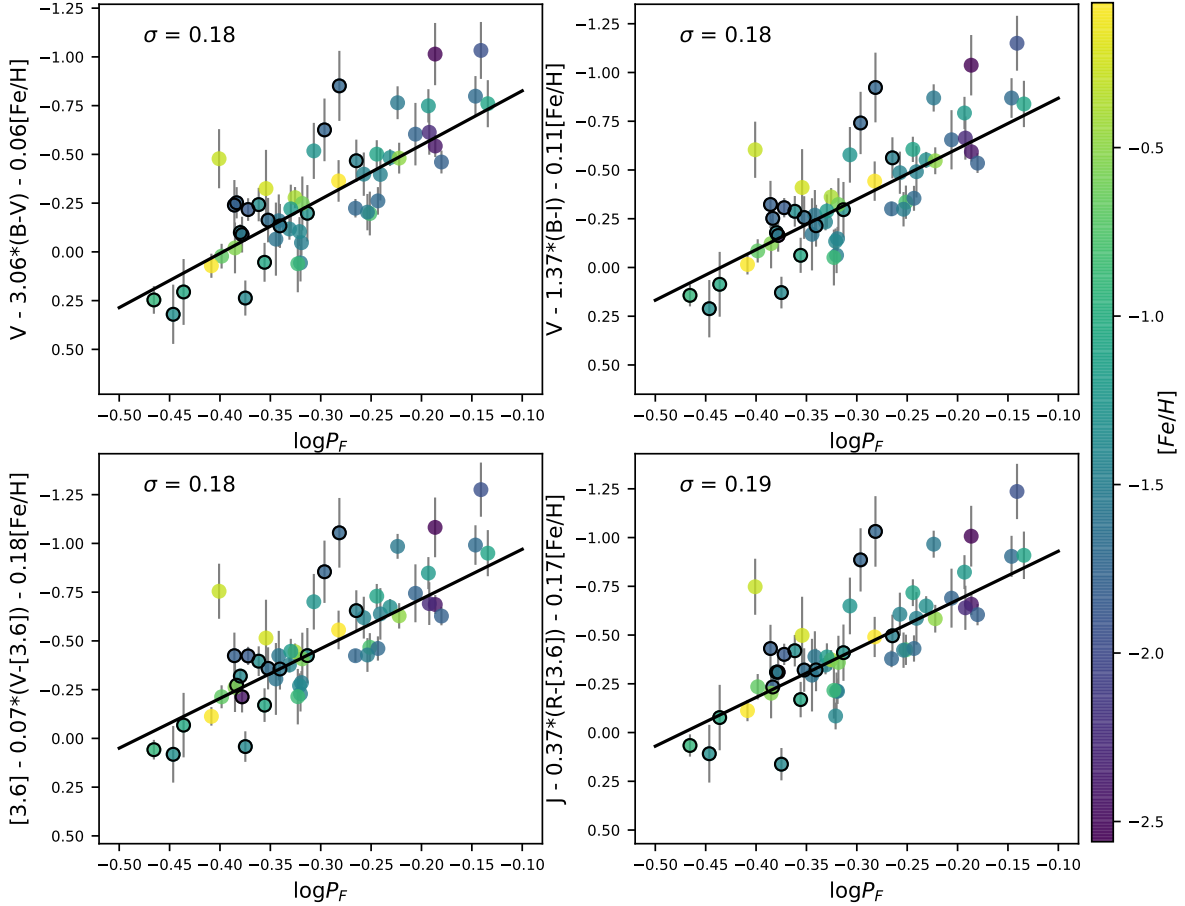 σ = 0.18
V - 3.06*(B-V) - 0.06[Fe/H]
−1.25
−1.00
−0.75
−0.50
−0.25
0.00
0.25
0.50
−0.50 −0.45 −0.40 −0.35 −0.30 −0.25 −0.20 −0.15 −0.10
logP_F
σ = 0.18
V - 1.37*(B-I) - 0.11[Fe/H]
−1.25
−1.00
−0.75
−0.50
−0.25
0.00
0.25
0.50
−0.50 −0.45 −0.40 −0.35 −0.30 −0.25 −0.20 −0.15 −0.10
logP_F
σ = 0.18
[3.6] - 0.07*(V-[3.6]) - 0.18[Fe/H]
−1.25
−1.00
−0.75
−0.50
−0.25
0.00
0.25
0.50
−0.50 −0.45 −0.40 −0.35 −0.30 −0.25 −0.20 −0.15 −0.10
logP_F
σ = 0.19
J - 0.37*(R-[3.6]) - 0.17[Fe/H]
−1.25
−1.00
−0.75
−0.50
−0.25
0.00
0.25
0.50
−0.50 −0.45 −0.40 −0.35 −0.30 −0.25 −0.20 −0.15 −0.10
logP_F
−0.5
−1.0
−1.5
−2.0
−2.5
[Fe/H]